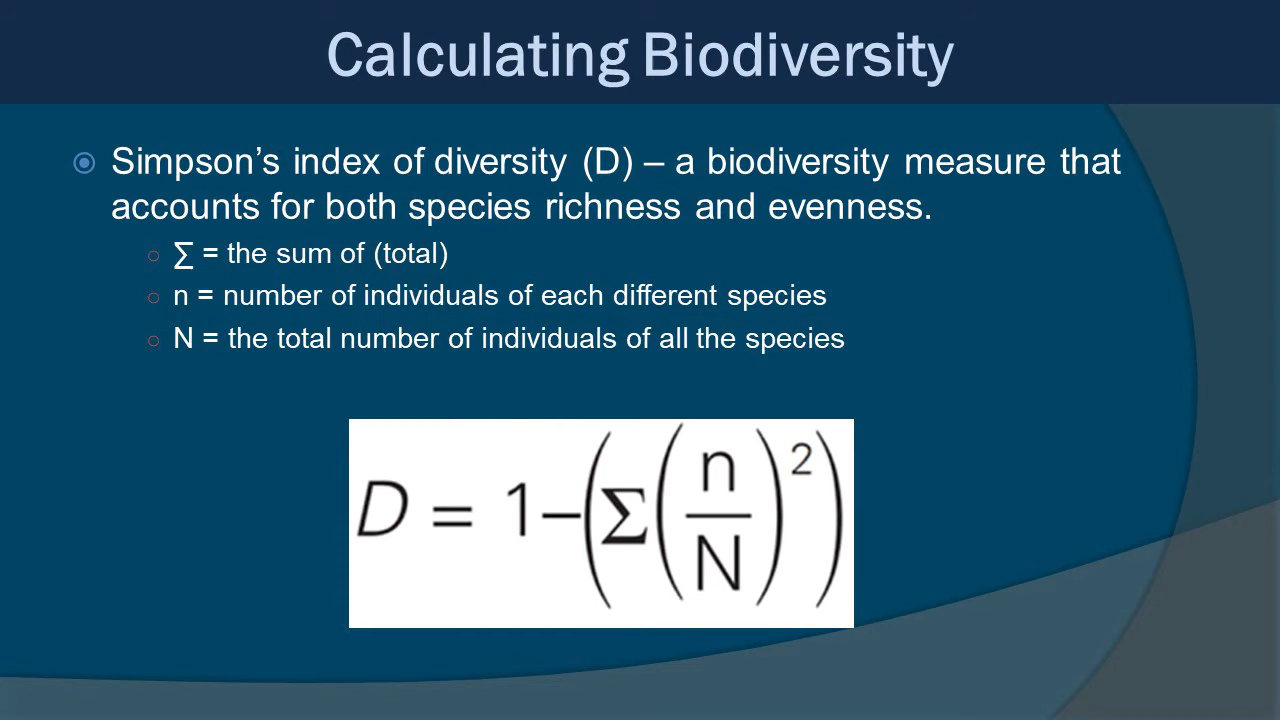 Calculating Biodiversity
Simpson’s index of diversity (D) – a biodiversity measure that
accounts for both species richness and evenness.
∑ = the sum of (total)
n = number of individuals of each different species
N = the total number of individuals of all the species
D = 1–(Σ(n/N)²)